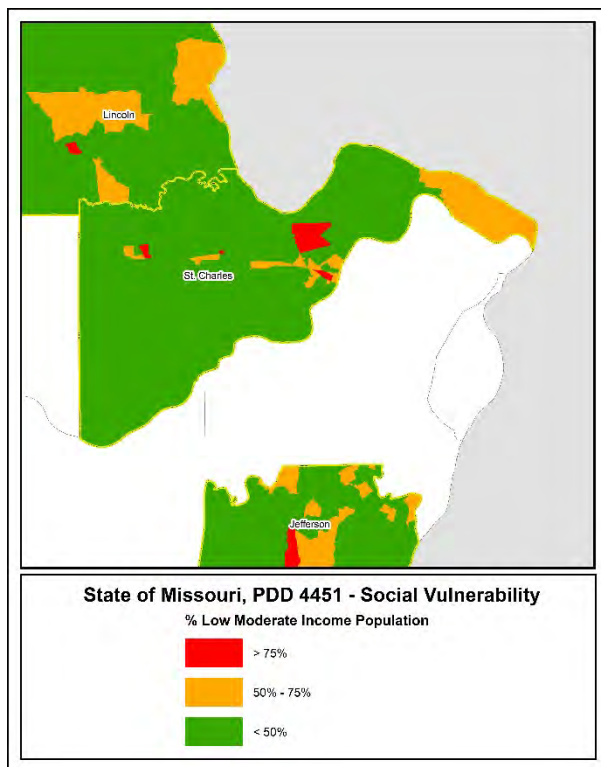 Lincoln
St. Charles
Jefferson
State of Missouri, PDD 4451 - Social Vulnerability
% Low Moderate Income Population
> 75%
50% - 75%
< 50%